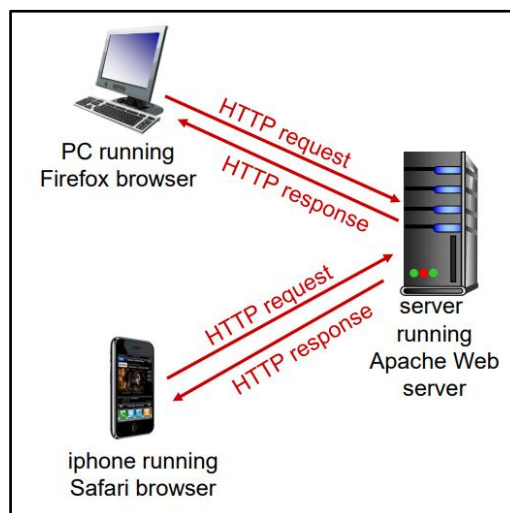 HTTP request
HTTP response
PC running
Firefox browser
HTTP request
HTTP response
server
running
Apache Web
server
iphone running
Safari browser